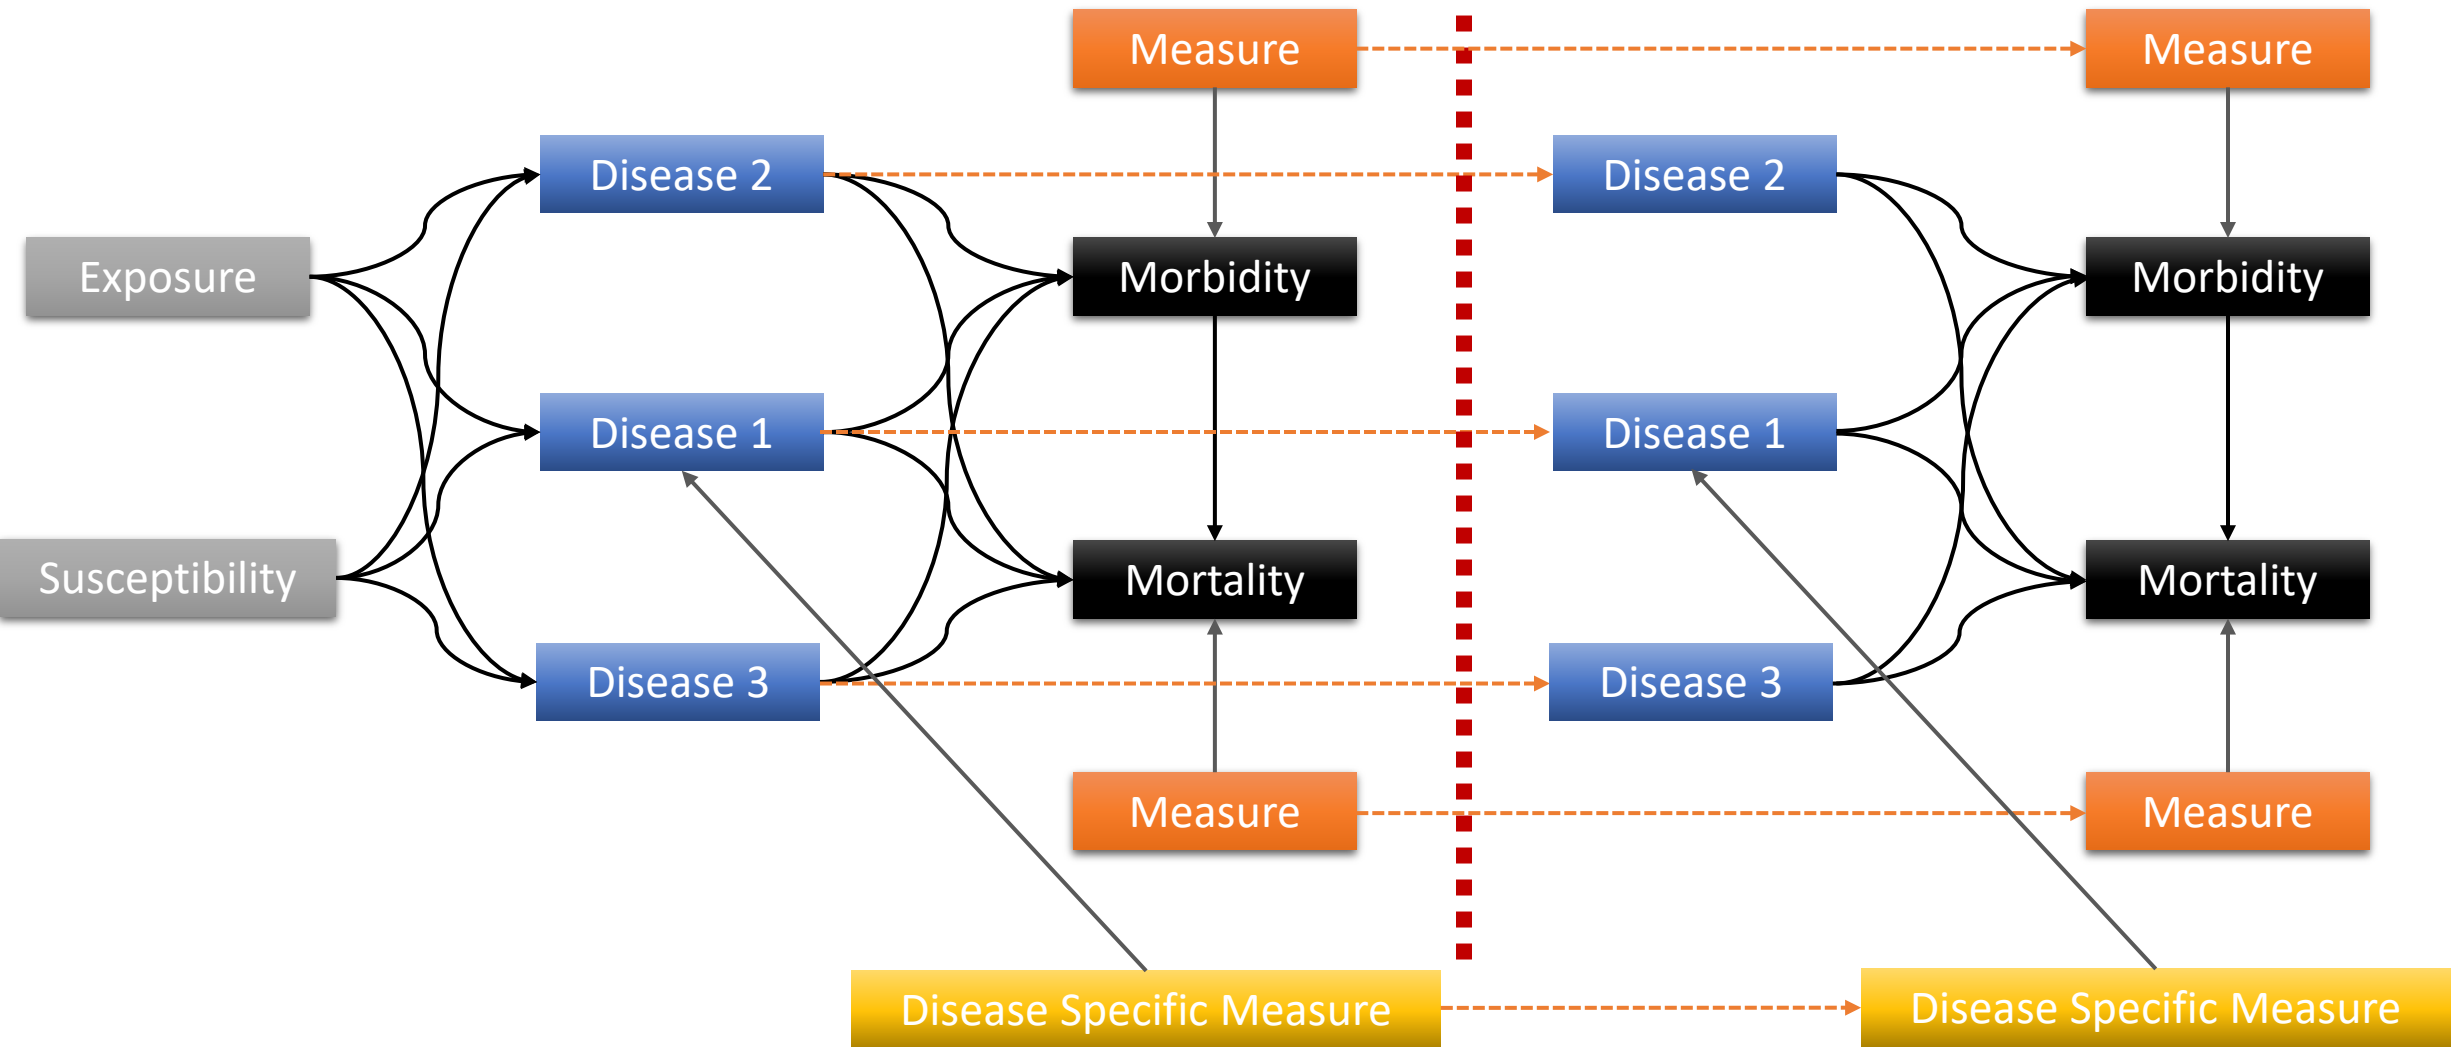 Measure
Measure
Disease 2
Disease 2
Exposure
Morbidity
Morbidity
Disease 1
Disease 1
Susceptibility
Mortality
Mortality
Disease 3
Disease 3
Measure
Measure
Disease Specific Measure
Disease Specific Measure